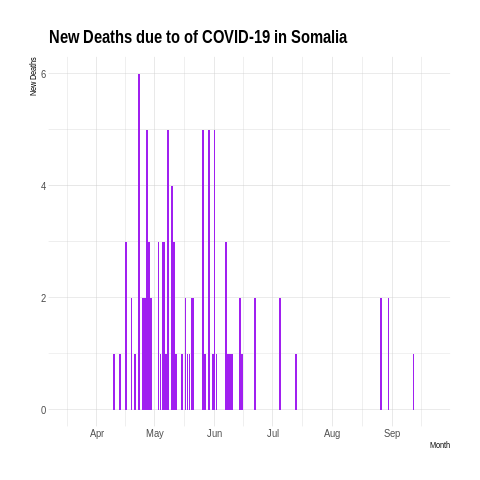 New Deaths due to of COVID-19 in Somalia
New Deaths
6
4
2
0
Apr May Jun Jul Aug Sep
Month